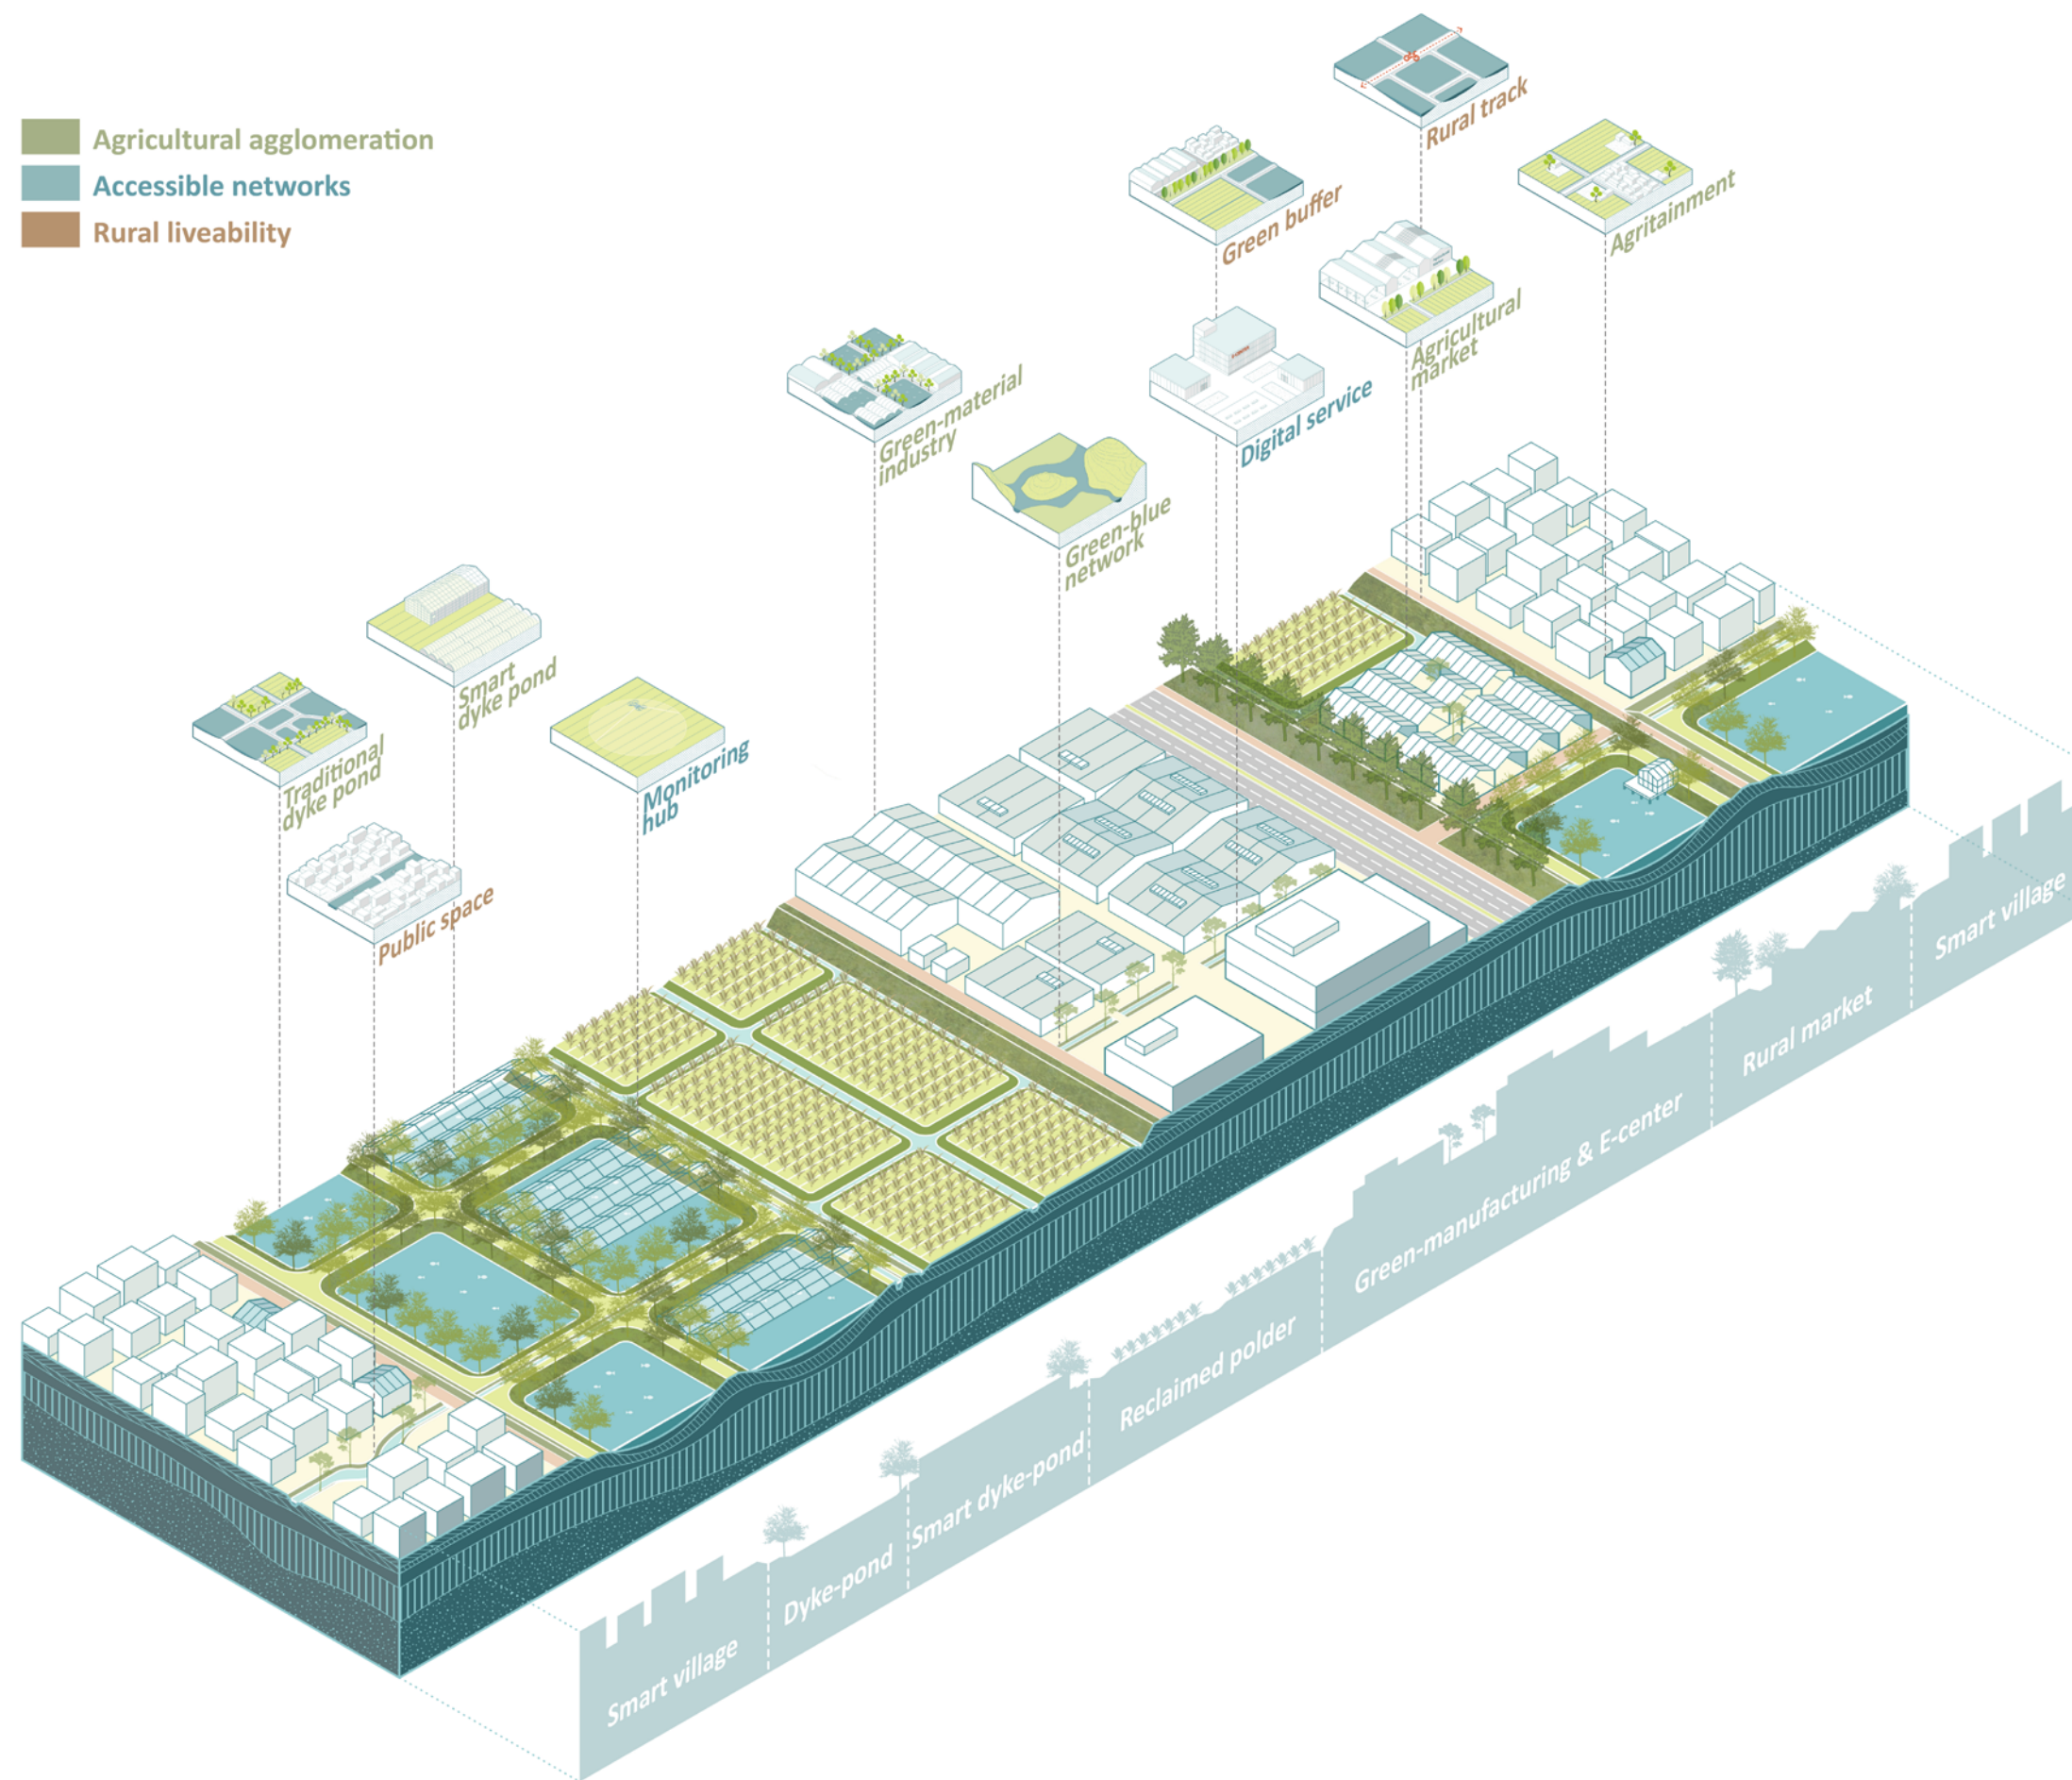 Agricultural agglomeration
Accessible networks
Rural liveability
Rural track
Green buffer
Agritainment
Agricultural
market
Digital service
Green-material
industry
Green-blue
network
Smart
dyke pond
Monitoring
hub
Traditional
dyke pond
Public space
Smart village
Dyke-pond
Smart dyke-pond
Reclaimed polder
Green-manufacturing & E-center
Rural market
Smart village